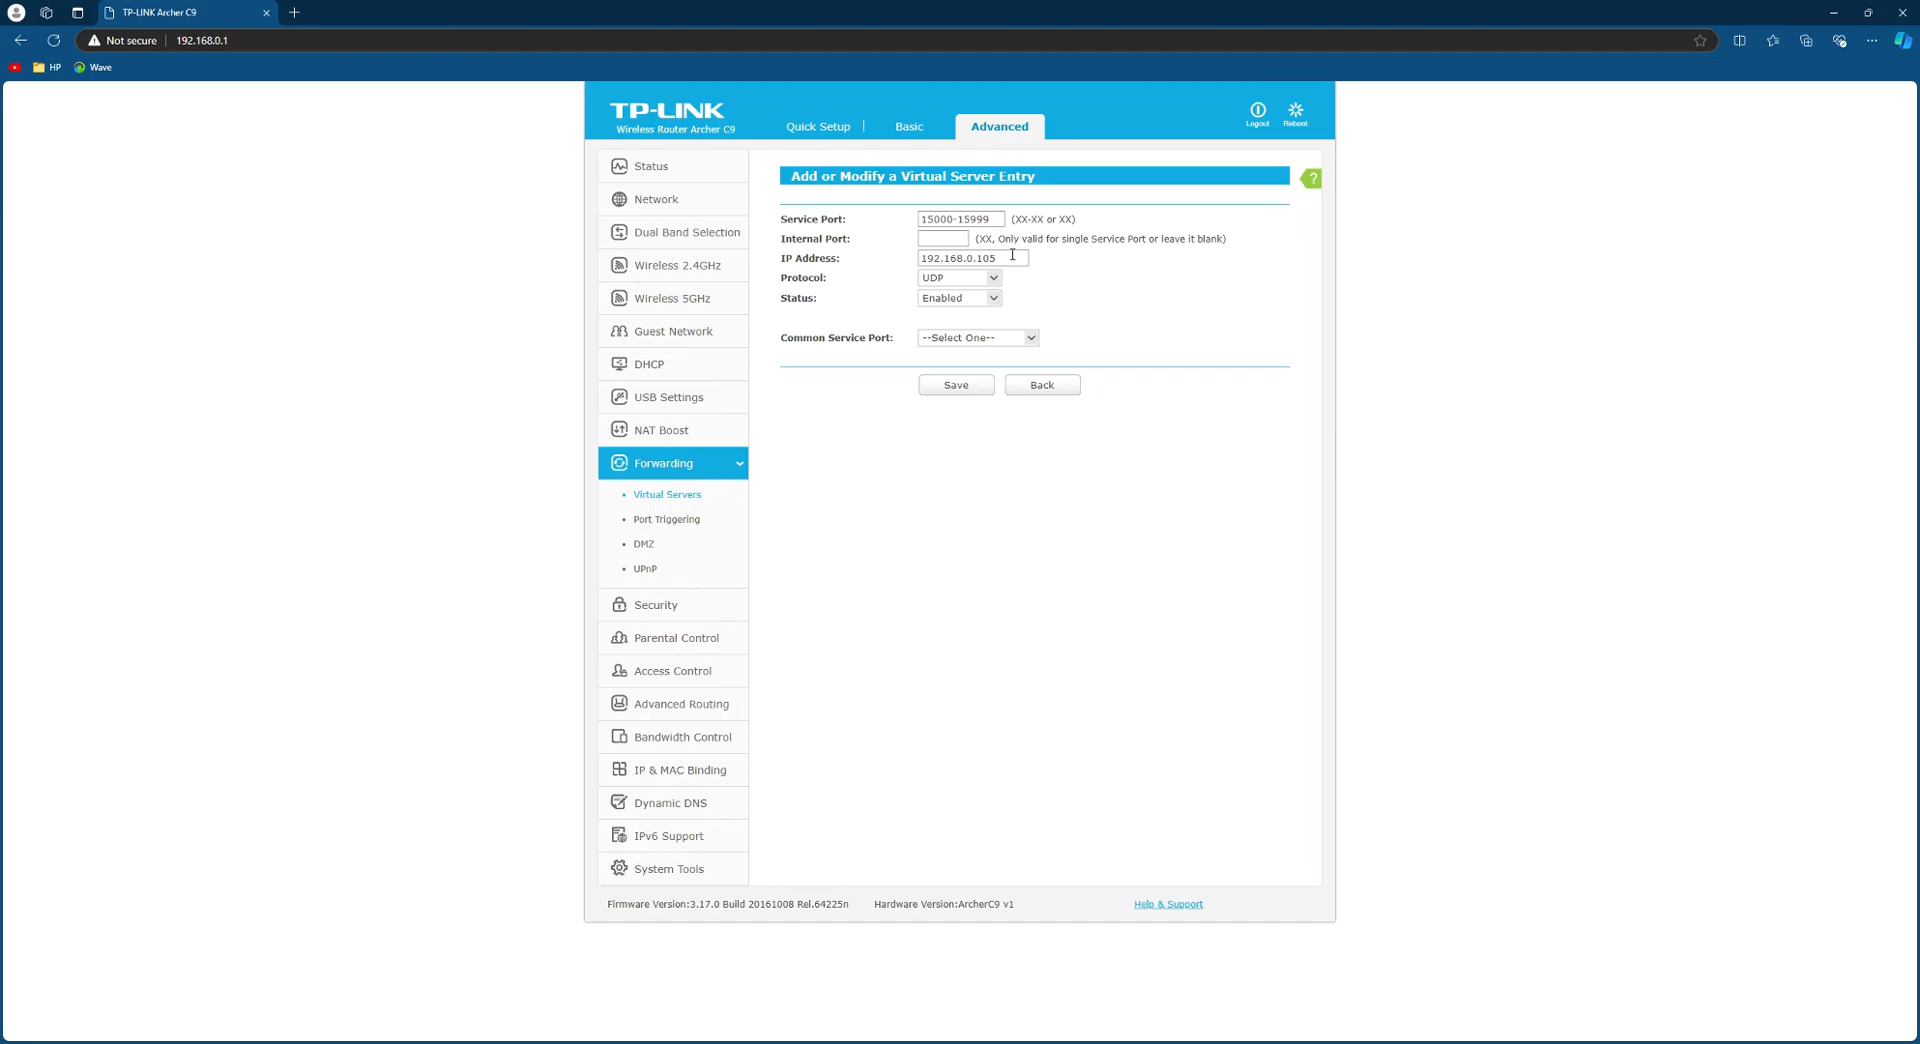 TP-LINK Archer C9
Not secure
192.168.0.1
HP
Wave
TP-LINK
Wireless Router Archer C9
Quick Setup
Basic
Advanced
Logout
Reboot
Status
Network
Dual Band Selection
Wireless 2.4GHz
Wireless 5GHz
Guest Network
DHCP
USB Settings
NAT Boost
Forwarding
• Virtual Servers
• Port Triggering
• DMZ
• UPnP
Security
Parental Control
Access Control
Advanced Routing
Bandwidth Control
IP & MAC Binding
Dynamic DNS
IPv6 Support
System Tools
Add or Modify a Virtual Server Entry
?
Service Port: 15000-15999 (XX-XX or XX)
Internal Port: (XX, Only valid for single Service Port or leave it blank)
IP Address: 192.168.0.105
Protocol: UDP
Status: Enabled
Common Service Port: --Select One--
Save Back
Firmware Version:3.17.0 Build 20161008 Rel.64225n Hardware Version:ArcherC9 v1 Help & Support